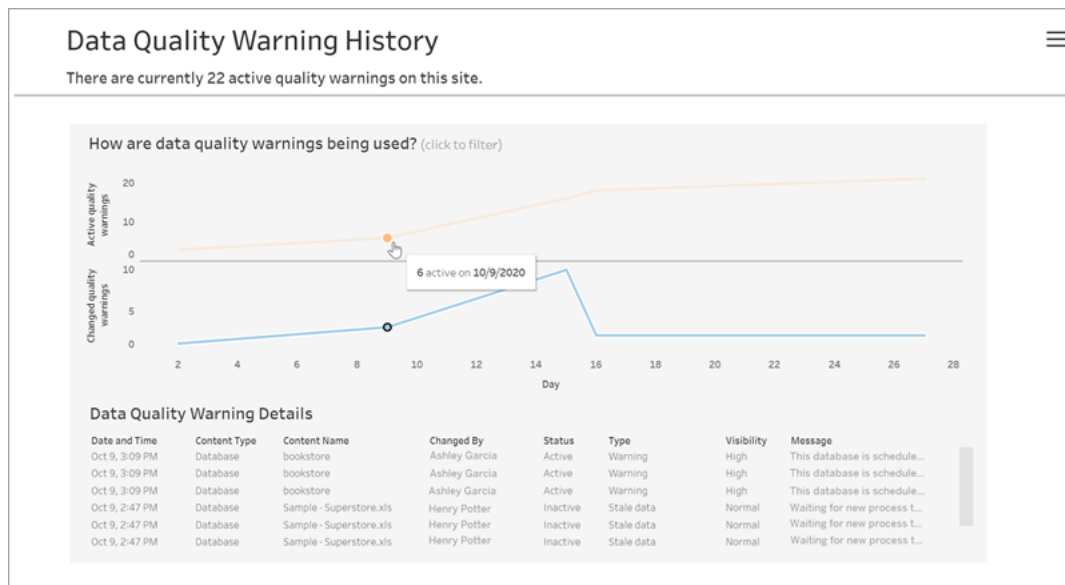 Data Quality Warning History
There are currently 22 active quality warnings on this site.
How are data quality warnings being used? (click to filter)
Active quality
warnings
20
10
0
6 active on 10/9/2020
Changed quality
warnings
10
5
0
2 4 6 8 10 12 14 16 18 20 22 24 26 28
Day
Data Quality Warning Details
Date and Time Content Type Content Name Changed By Status Type Visibility Message
Oct 9, 3:09 PM Database bookstore Ashley Garcia Active Warning High This database is schedule...
Oct 9, 3:09 PM Database bookstore Ashley Garcia Active Warning High This database is schedule...
Oct 9, 3:09 PM Database bookstore Ashley Garcia Active Warning High This database is schedule...
Oct 9, 2:47 PM Database Sample - Superstore.xls Henry Potter Inactive Stale data Normal Waiting for new process t...
Oct 9, 2:47 PM Database Sample - Superstore.xls Henry Potter Inactive Stale data Normal Waiting for new process t...
Oct 9, 2:47 PM Database Sample - Superstore.xls Henry Potter Inactive Stale data Normal Waiting for new process t...